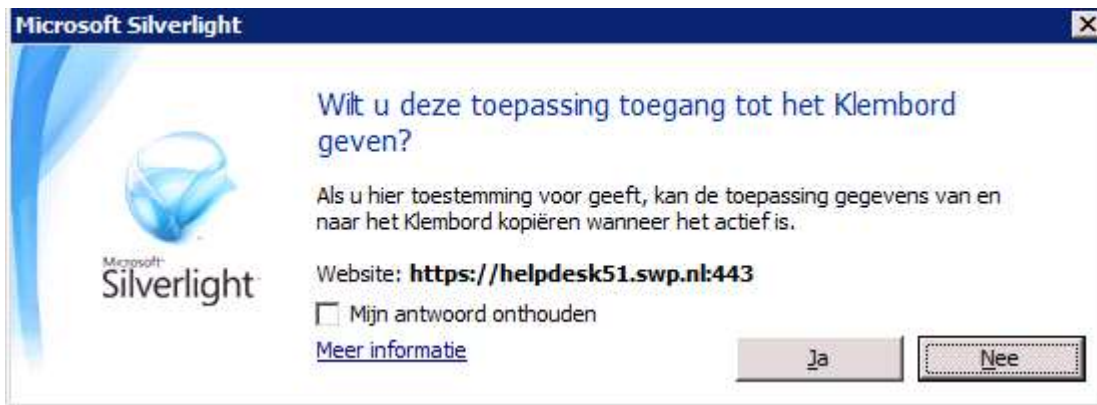 Microsoft Silverlight
Wilt u deze toepassing toegang tot het Klembord
geven?
Als u hier toestemming voor geeft, kan de toepassing gegevens van en
naar het Klembord kopiëren wanneer het actief is.
Microsoft
Silverlight
Website: https://helpdesk51.swp.nl:443
Mijn antwoord onthouden
Meer informatie
Ja
Nee